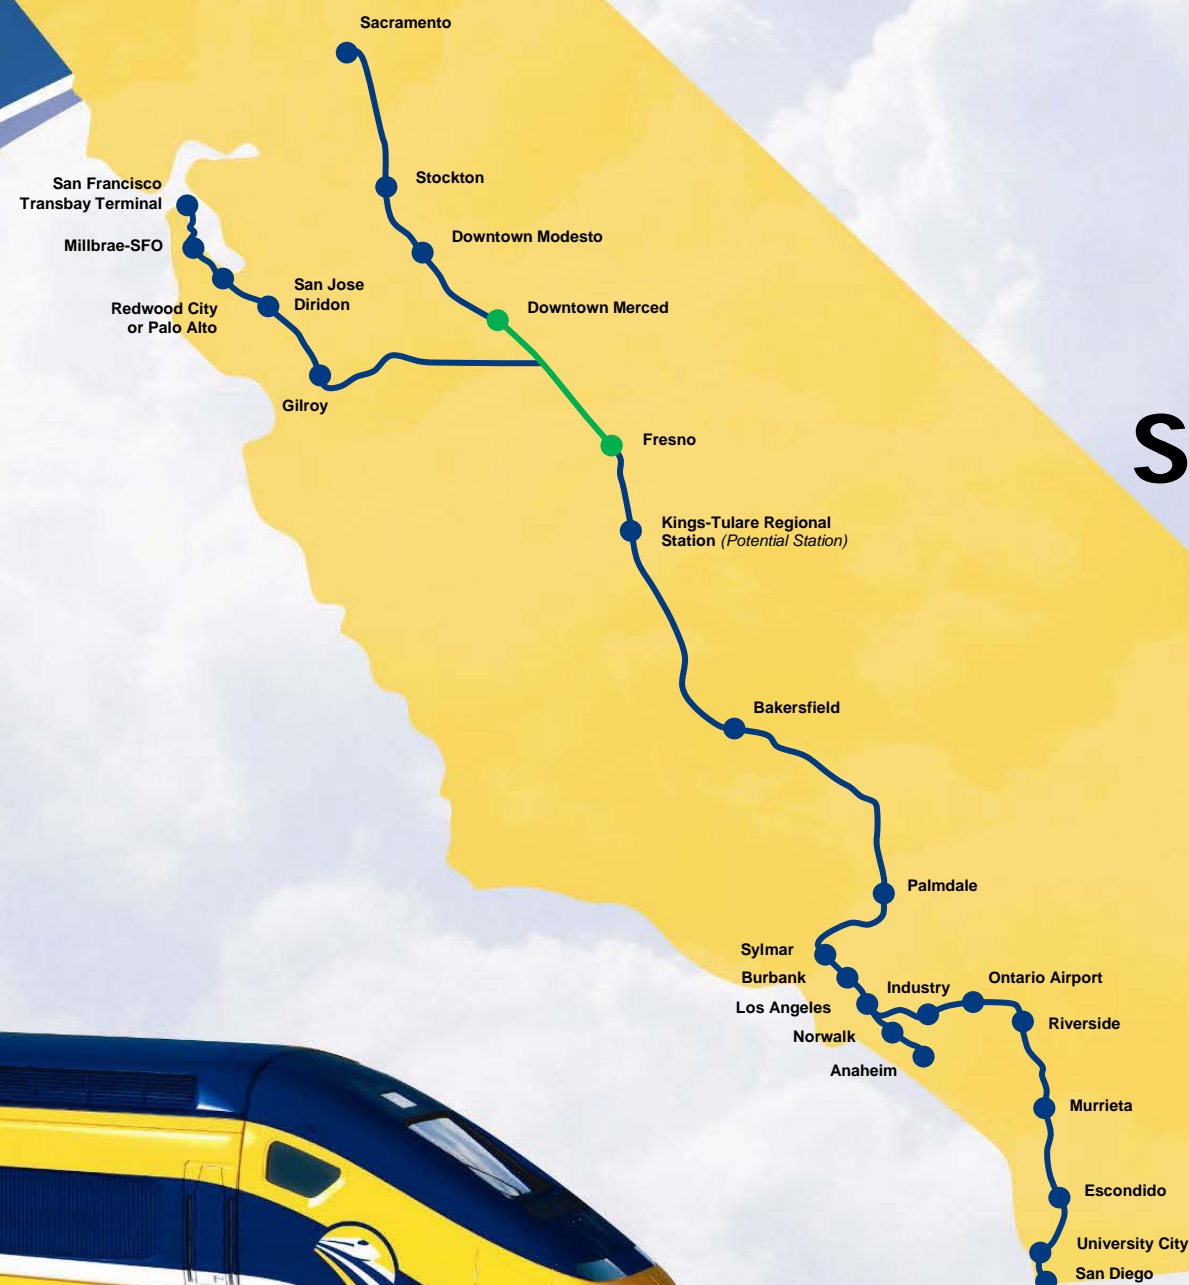 Sacramento
Stockton
San Francisco
Transbay Terminal
Downtown Modesto
Millbrae-SFO
San Jose
Diridon
Redwood City
or Palo Alto
Downtown Merced
Gilroy
Fresno
S
Kings-Tulare Regional
Station (Potential Station)
Bakersfield
Palmdale
Sylmar
Burbank
Industry
Ontario Airport
Los Angeles
Riverside
Norwalk
Anaheim
Murrieta
Escondido
University City
San Diego